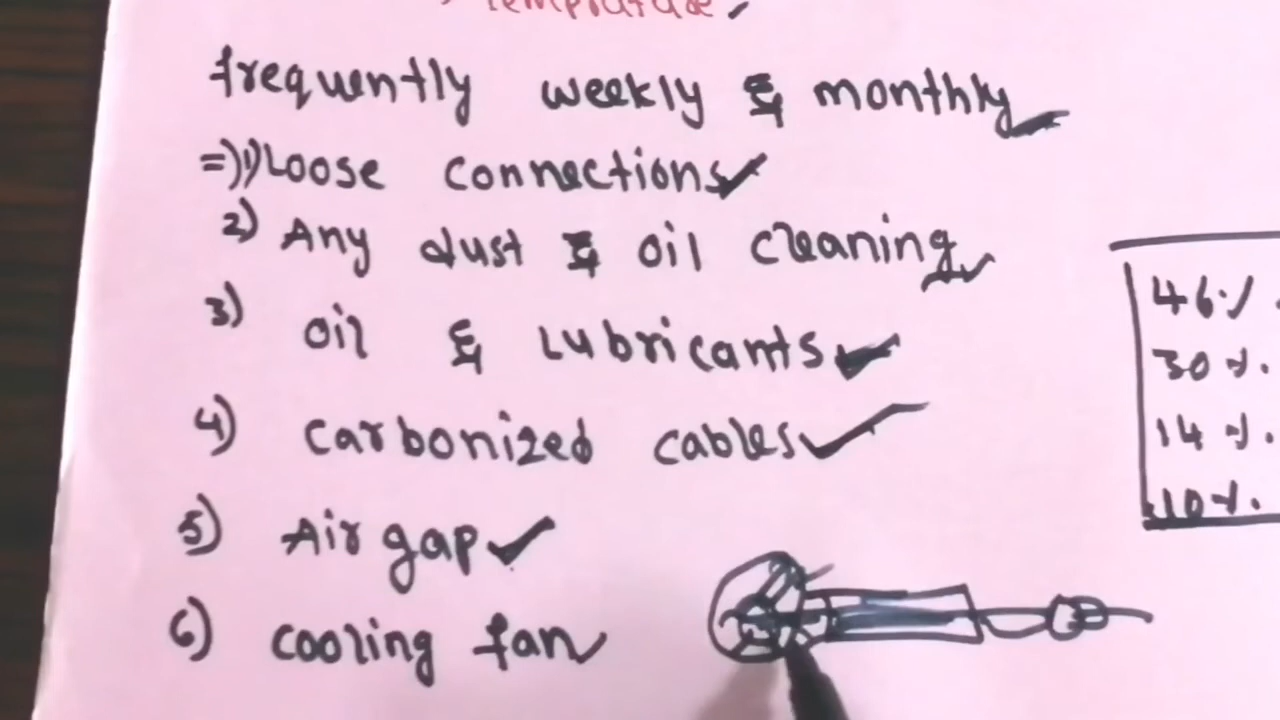 Temprature
frequently weekly & monthly
=> 1) Loose connections
2) Any dust & oil cleaning
3) oil & Lubricants
4) carbonized cables
5) Air gap
6) cooling fan
46%
30%
14%
10%